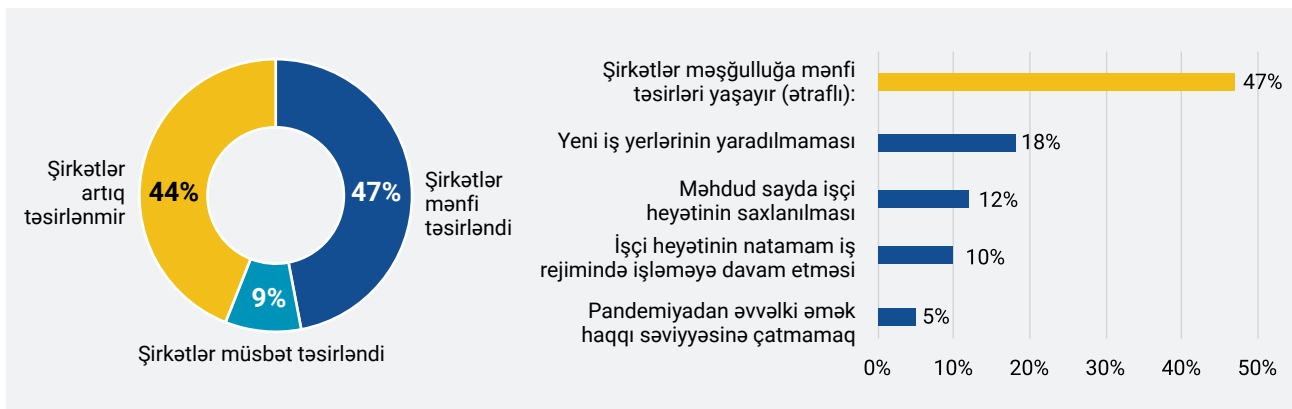 Şirkətlər
artıq
təsirlənmir
44%
47%
9%
Şirkətlər
mənfi
təsirləndi
Şirkətlər müsbət təsirləndi
Şirkətlər məşğulluğa mənfi
təsirləri yaşayır (ətraflı):
47%
Yeni iş yerlərinin yaradılmaması
18%
Məhdud sayda işçi
heyətinin saxlanılması
12%
İşçi heyətinin natamam iş
rejimində işləməyə davam etməsi
10%
Pandemiyadan əvvəlki əmək
haqqı səviyyəsinə çatmamaq
5%
0% 10% 20% 30% 40% 50%